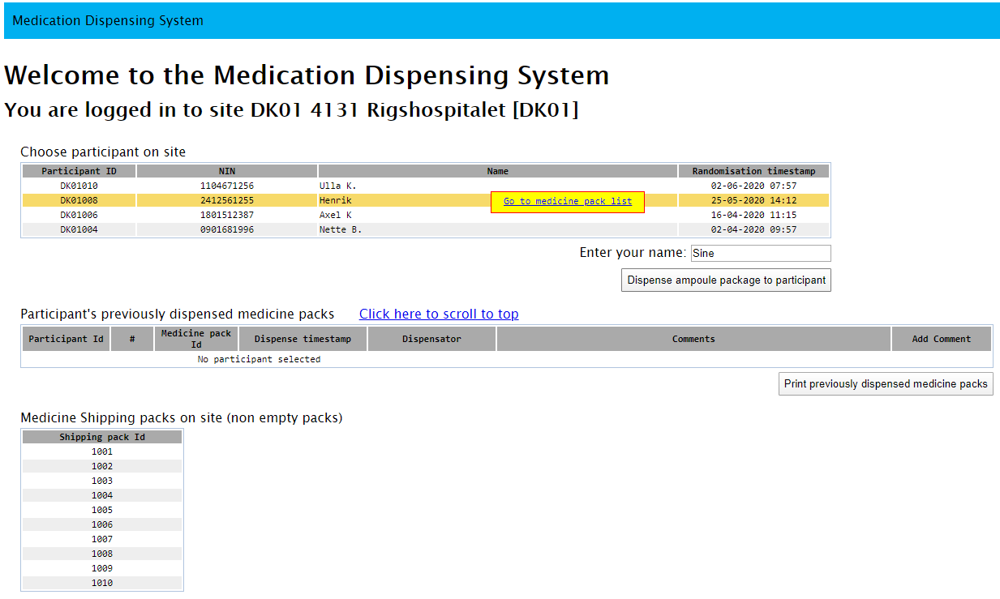 Medication Dispensing System
Welcome to the Medication Dispensing System
You are logged in to site DK01 4131 Rigshospitalet [DK01]
Choose participant on site
Participant ID NIN Name Randomisation timestamp
DK01010 1104671256 Ulla K. 02-06-2020 07:57
DK01008 2412561255 Henrik Go to medicine pack list 25-05-2020 14:12
DK01006 1801512387 Axel K 16-04-2020 11:15
DK01004 0901681996 Nette B. 02-04-2020 09:57
Enter your name: Sine
Dispense ampoule package to participant
Participant's previously dispensed medicine packs Click here to scroll to top
Participant Id # Medicine pack Id Dispense timestamp Dispensator Comments Add Comment
No participant selected
Print previously dispensed medicine packs
Medicine Shipping packs on site (non empty packs)
Shipping pack Id
1001
1002
1003
1004
1005
1006
1007
1008
1009
1010